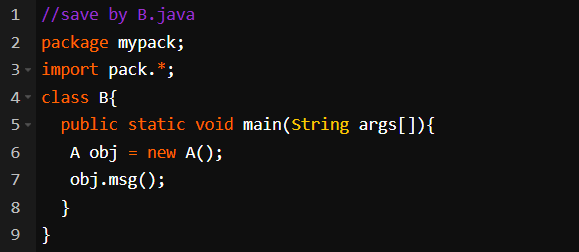 1 //save by B.java
2 package mypack;
3 import pack.*;
4 class B{
5   public static void main(String args[]){
6    A obj = new A();
7    obj.msg();
8   }
9 }